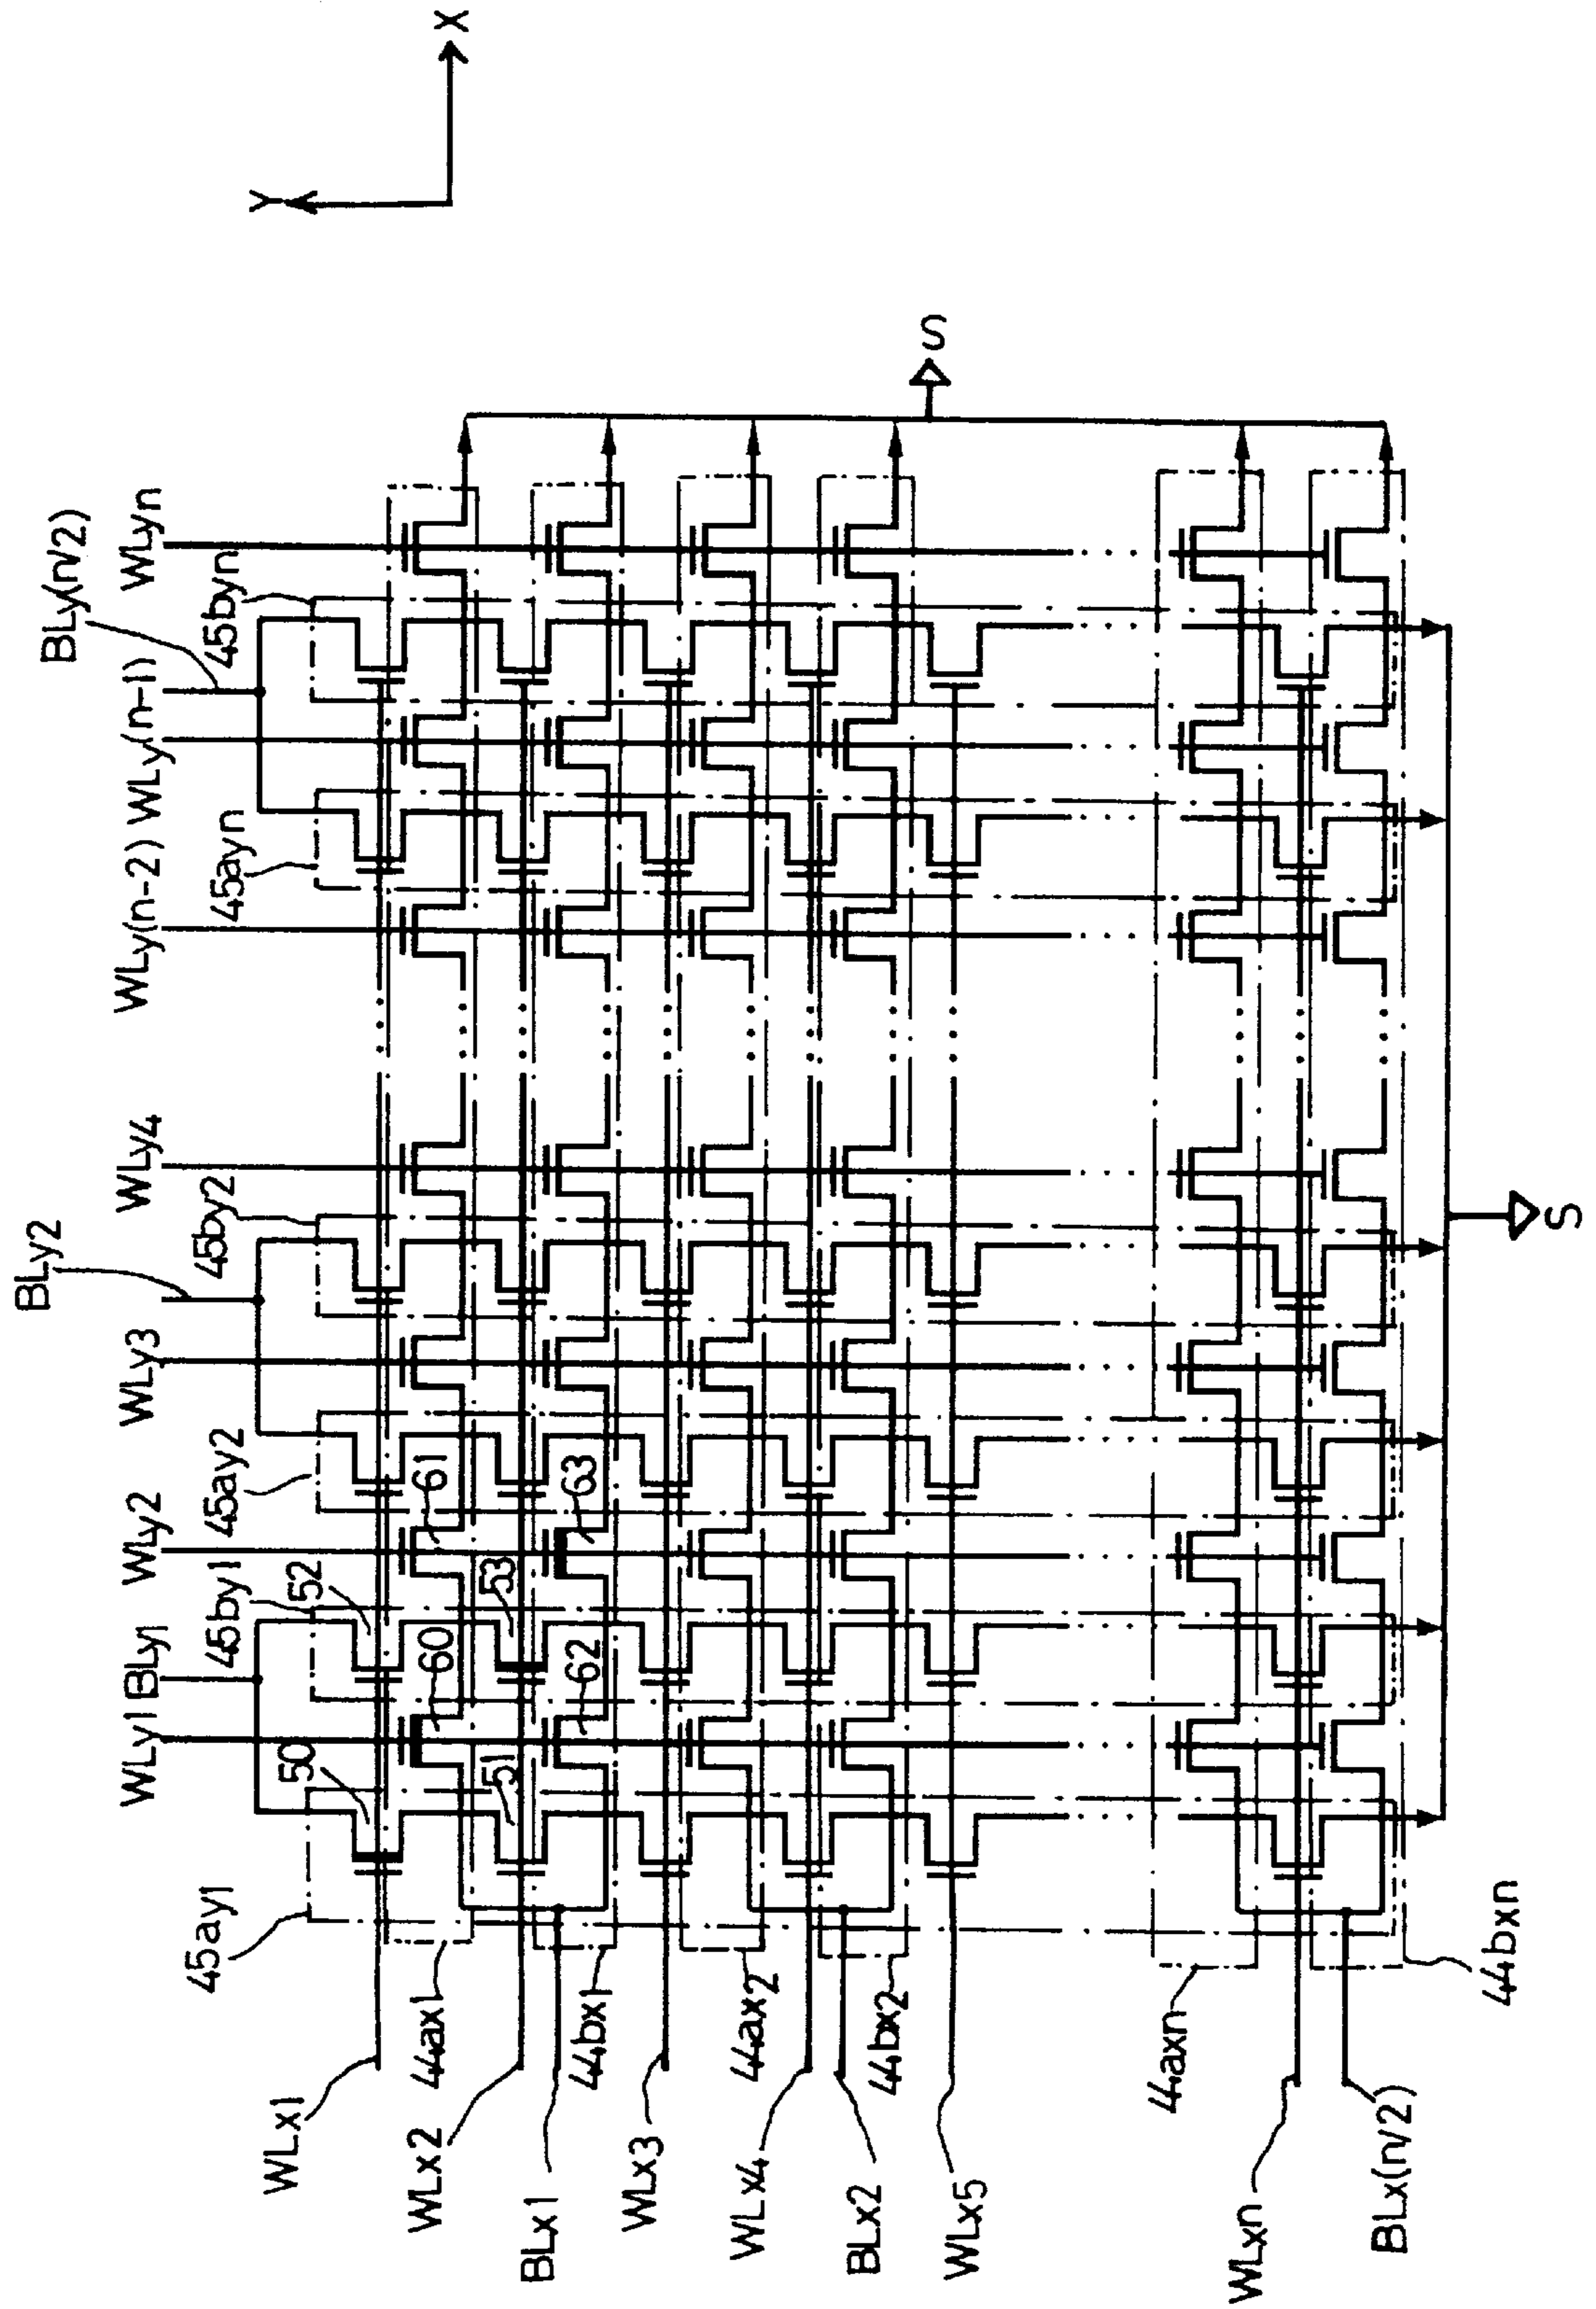 Y
X
BLy2
BLy(n/2)
WLy1
BLy1
WLy2
WLy3
WLy4
WLy(n-2)
WLy(n-1)
WLyn
45ay1
45by1
45ay2
45by2
45ayn
45byn
50
52
60
61
51
53
62
63
S
S
WLx1
44ax1
WLx2
BLx1
44bx1
WLx3
44ax2
WLx4
BLx2
44bx2
WLx5
44axn
WLxn
BLx(n/2)
44bxn